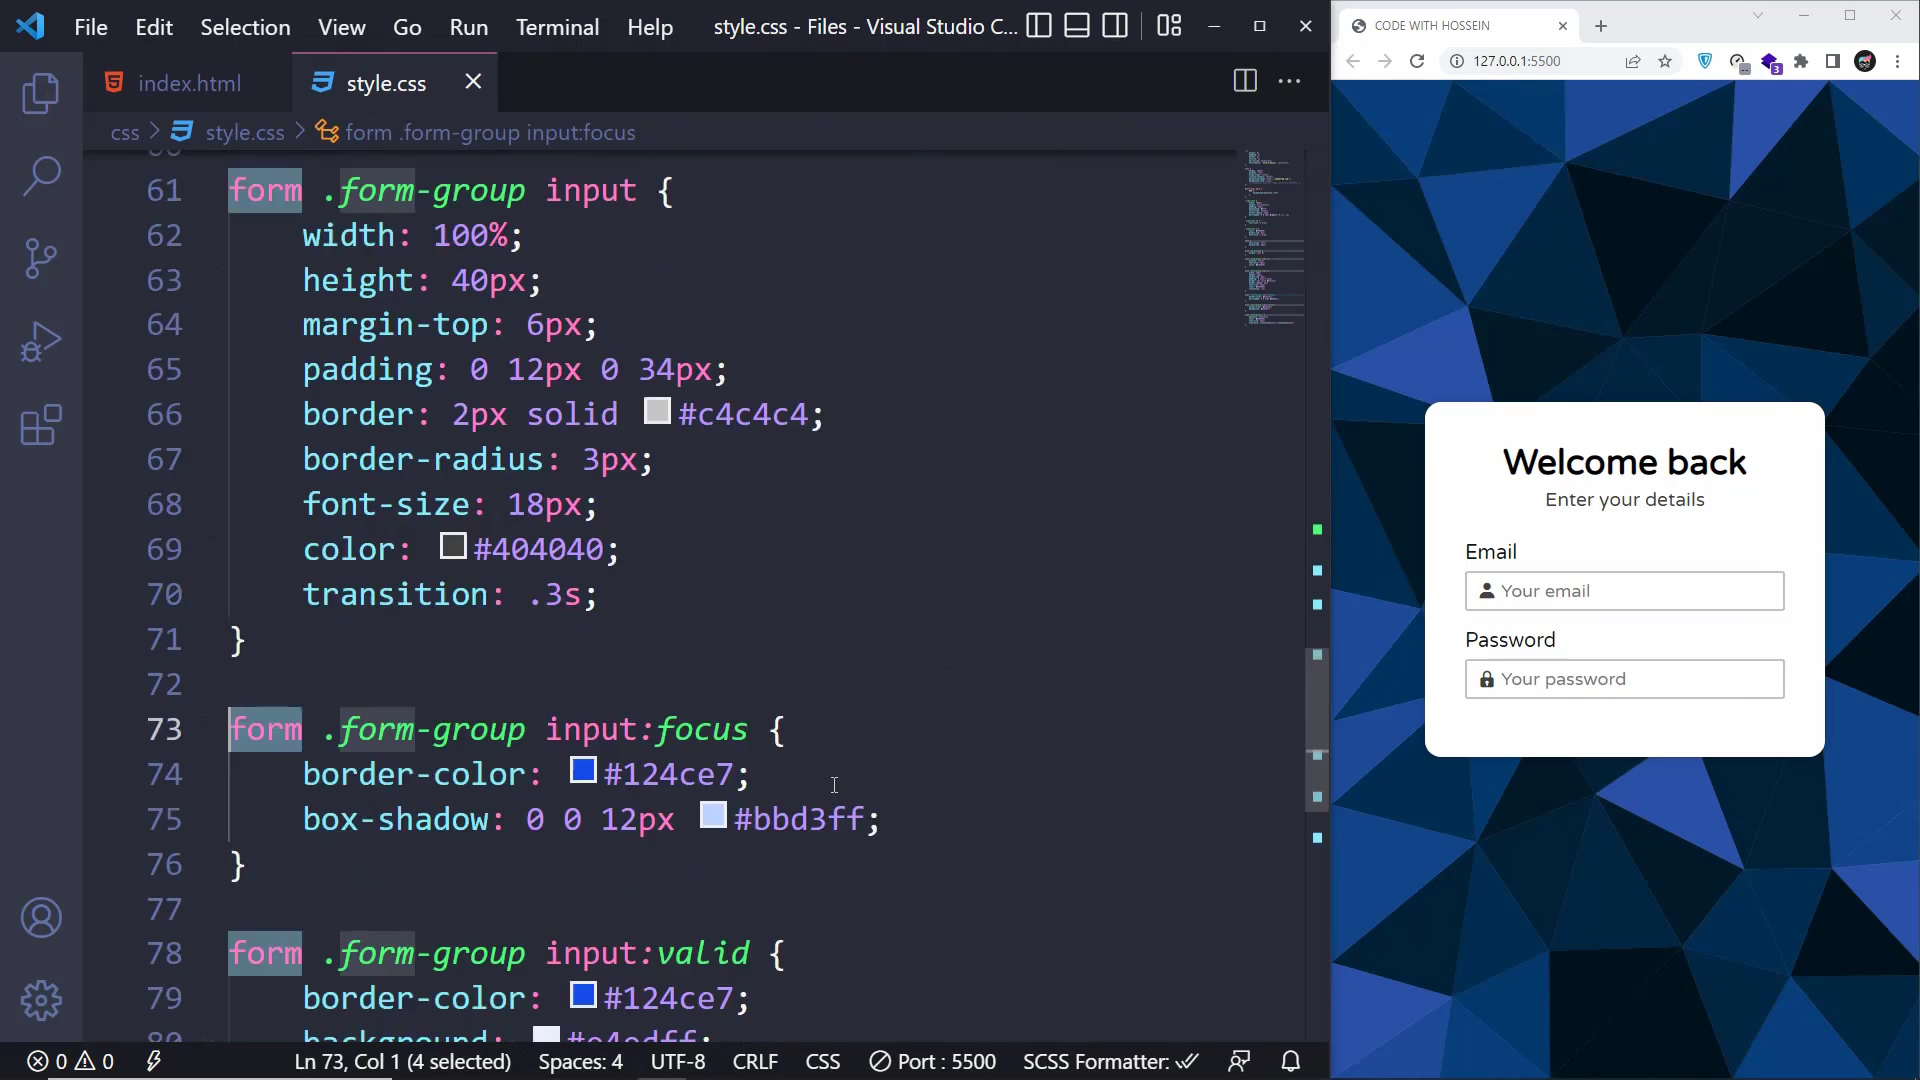 File Edit Selection View Go Run Terminal Help style.css - Files - Visual Studio C...
index.html style.css
css > style.css > form .form-group input:focus
61 form .form-group input {
62 width: 100%;
63 height: 40px;
64 margin-top: 6px;
65 padding: 0 12px 0 34px;
66 border: 2px solid #c4c4c4;
67 border-radius: 3px;
68 font-size: 18px;
69 color: #404040;
70 transition: .3s;
71 }
72
73 form .form-group input:focus {
74 border-color: #124ce7;
75 box-shadow: 0 0 12px #bbd3ff;
76 }
77
78 form .form-group input:valid {
79 border-color: #124ce7;
80 background:
0 0 Ln 73, Col 1 (4 selected) Spaces: 4 UTF-8 CRLF CSS Port : 5500 SCSS Formatter:
CODE WITH HOSSEIN
127.0.0.1:5500
3
Welcome back
Enter your details
Email
Your email
Password
Your password